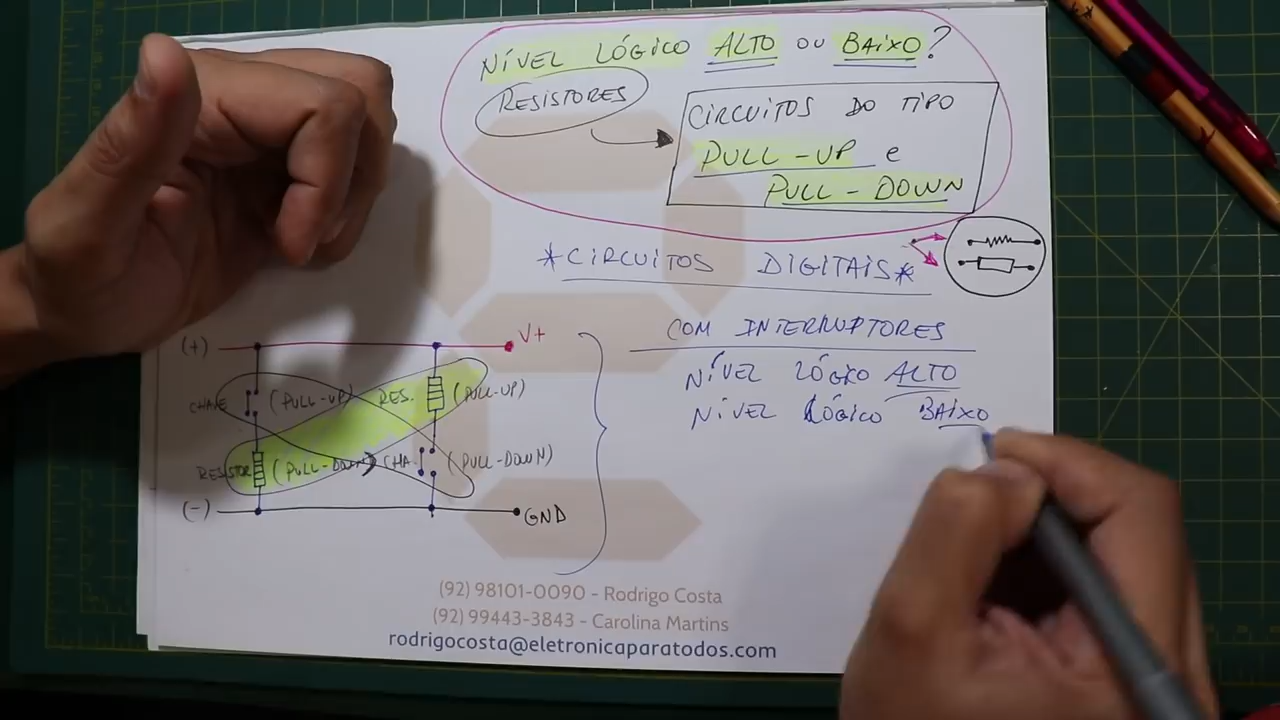 NÍVEL LÓGICO ALTO OU BAIXO?
RESISTORES
CIRCUITOS DO TIPO
PULL-UP e
PULL-DOWN
*CIRCUITOS DIGITAIS*
(+)
V+
CHAVE (PULL-UP) RES. (PULL-UP)
RESISTOR (PULL-DOWN) CHA. (PULL-DOWN)
(-)
GND
COM INTERRUPTORES
NÍVEL LÓGICO ALTO
NÍVEL LÓGICO BAIXO
(92) 98101-0090 - Rodrigo Costa
(92) 99443-3843 - Carolina Martins
rodrigocosta@eletronicaparatodos.com